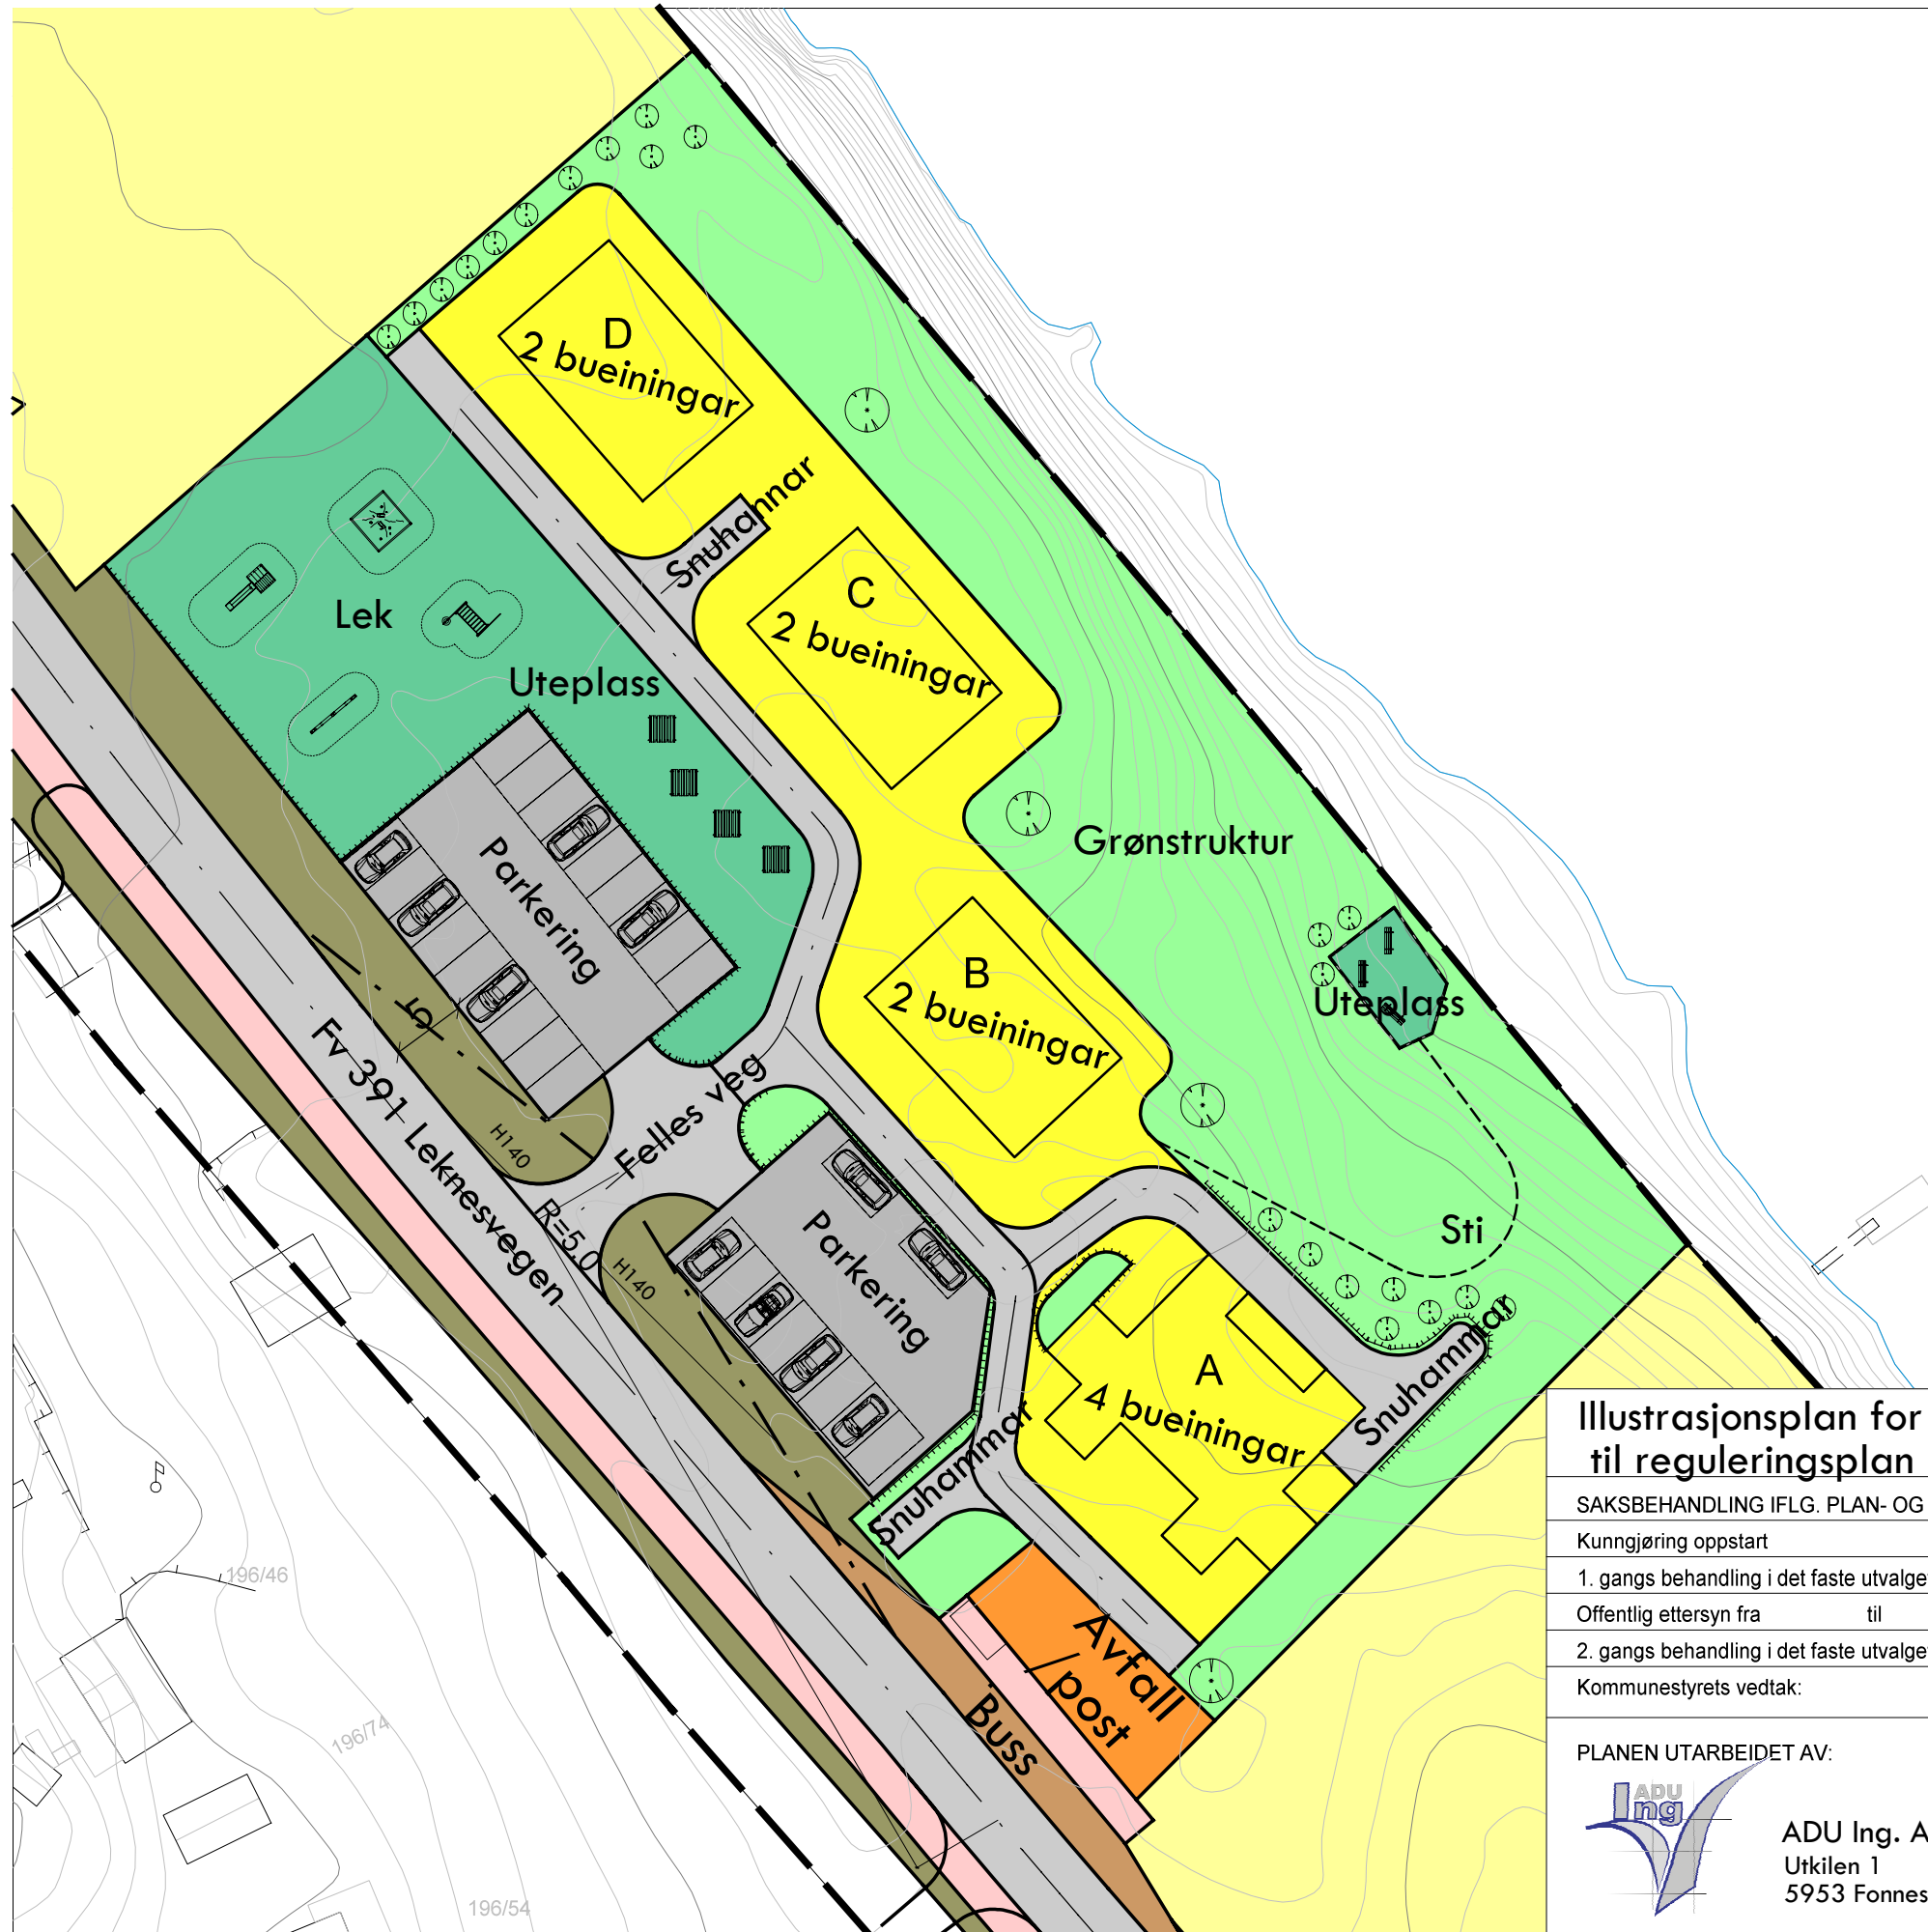 D
2 bueiningar
Snuhannar
C
2 bueiningar
Lek
Uteplass
Grønstruktur
Parkering
B
2 bueiningar
Uteplass
5
Fv 391 Leknesvegen
H140
Felles veg
R=5,0
H140
Parkering
Sti
A
4 bueiningar
Snuhammar
Snuhammar
Avfall
/ post
Buss
196/46
196/74
196/54
Illustrasjonsplan for
til reguleringsplan
SAKSBEHANDLING IFLG. PLAN- OG
Kunngjøring oppstart
1. gangs behandling i det faste utvalge
Offentlig ettersyn fra til
2. gangs behandling i det faste utvalge
Kommunestyrets vedtak:
PLANEN UTARBEIDET AV:
ADU
Ing
ADU Ing. A
Utkilen 1
5953 Fonnes